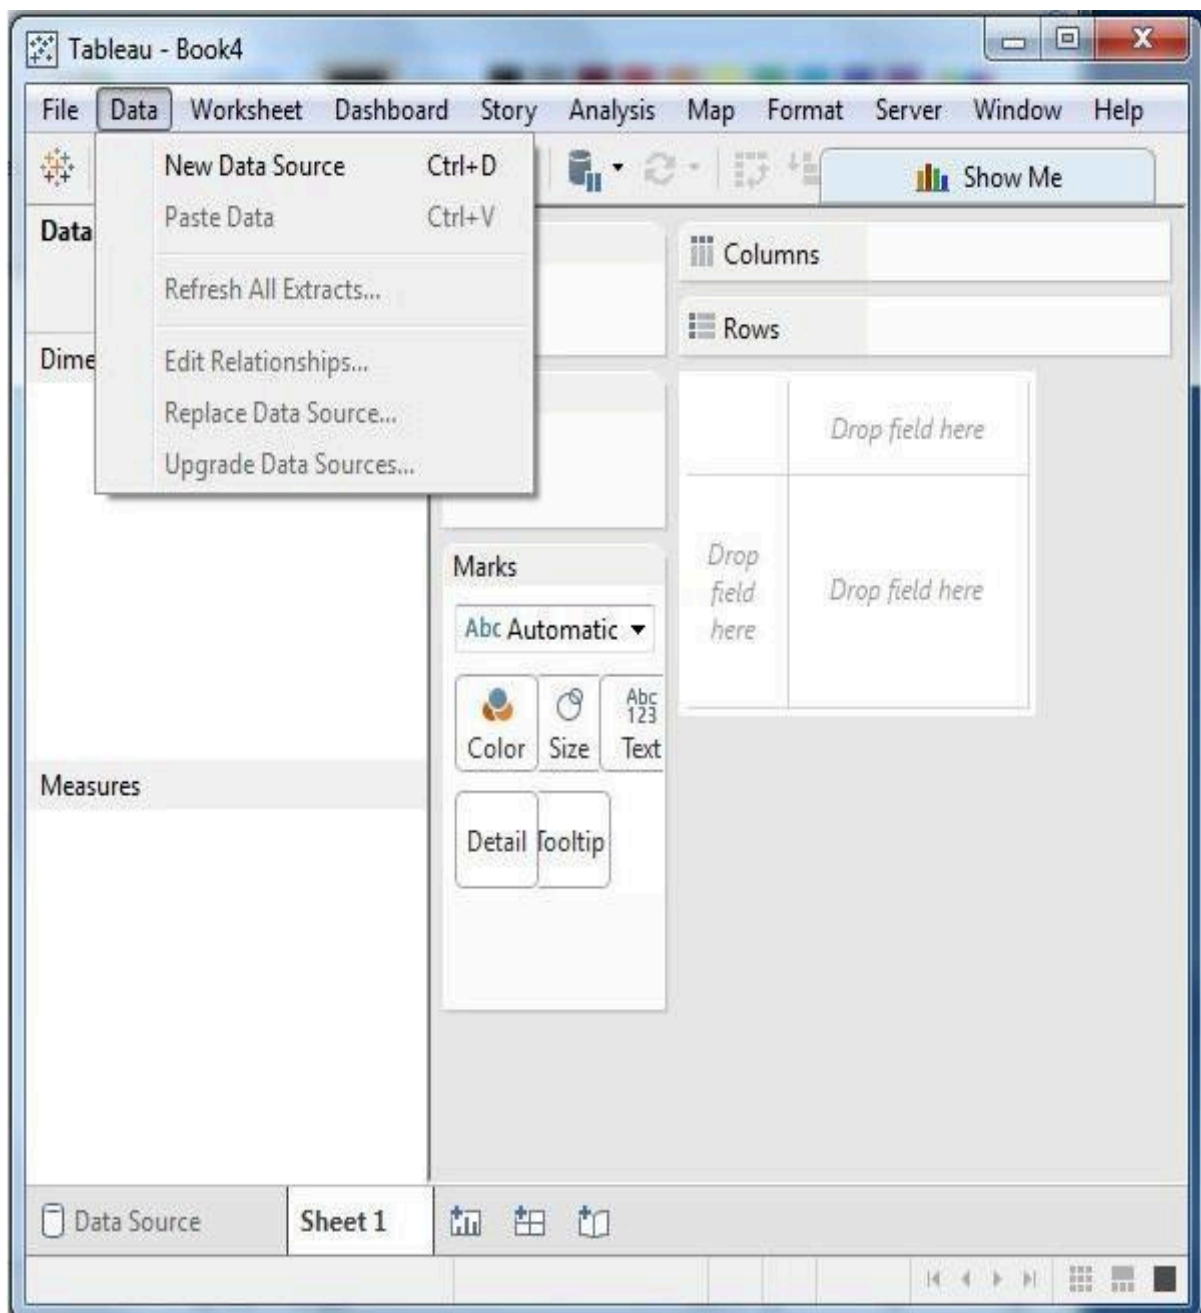 Tableau - Book4
File Data Worksheet Dashboard Story Analysis Map Format Server Window Help
New Data Source Ctrl+D
Show Me
Paste Data Ctrl+V
Data
Columns
Refresh All Extracts...
Rows
Dime
Edit Relationships...
Replace Data Source...
Drop field here
Upgrade Data Sources...
Marks
Abc Automatic
Drop
field
here
Drop field here
Abc
123
Color Size Text
Measures
Detail Tooltip
Data Source Sheet 1